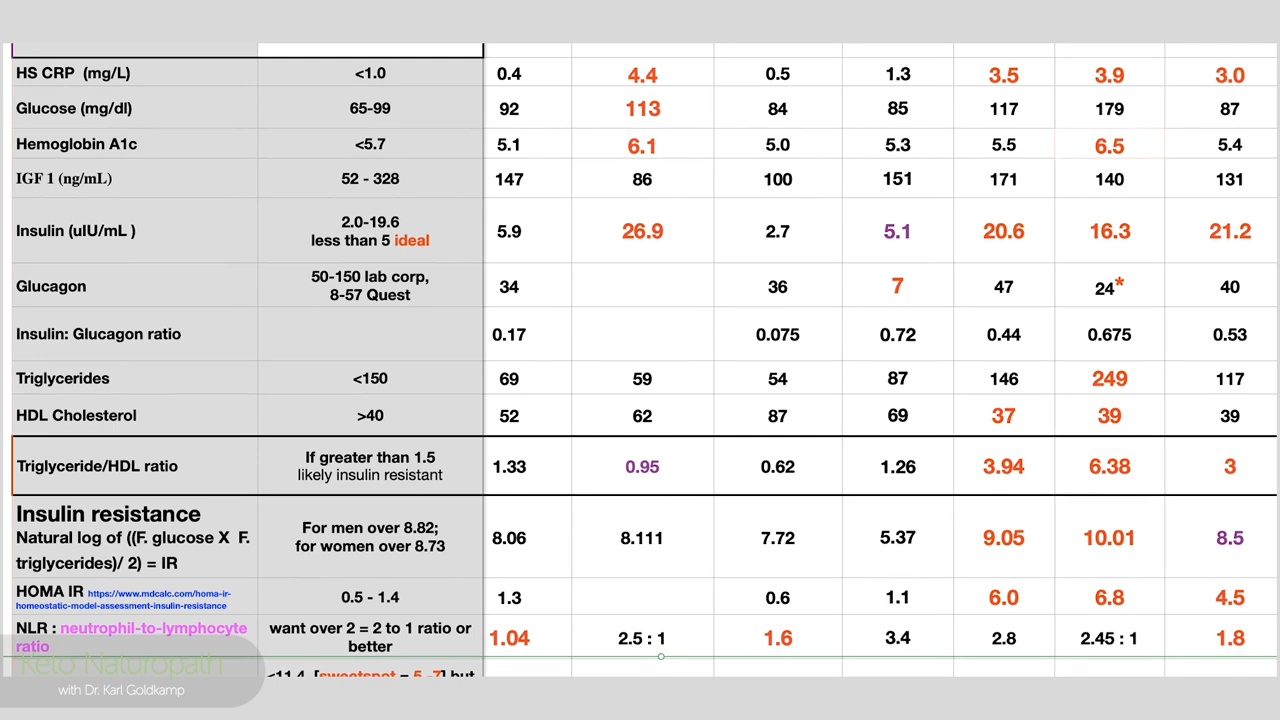 HS CRP (mg/L) <1.0 0.4 4.4 0.5 1.3 3.5 3.9 3.0
Glucose (mg/dl) 65-99 92 113 84 85 117 179 87
Hemoglobin A1c <5.7 5.1 6.1 5.0 5.3 5.5 6.5 5.4
IGF 1 (ng/mL) 52 - 328 147 86 100 151 171 140 131
Insulin (uIU/mL ) 2.0-19.6 5.9 26.9 2.7 5.1 20.6 16.3 21.2
less than 5 ideal
Glucagon 50-150 lab corp, 34 36 7 47 24* 40
8-57 Quest
Insulin: Glucagon ratio 0.17 0.075 0.72 0.44 0.675 0.53
Triglycerides <150 69 59 54 87 146 249 117
HDL Cholesterol >40 52 62 87 69 37 39 39
Triglyceride/HDL ratio If greater than 1.5 1.33 0.95 0.62 1.26 3.94 6.38 3
likely insulin resistant
Insulin resistance
Natural log of ((F. glucose X F. For men over 8.82; 8.06 8.111 7.72 5.37 9.05 10.01 8.5
triglycerides)/ 2) = IR for women over 8.73
HOMA IR https://www.mdcalc.com/homa-ir- 0.5 - 1.4 1.3 0.6 1.1 6.0 6.8 4.5
homeostatic-model-assessment-insulin-resistance
NLR : neutrophil-to-lymphocyte want over 2 = 2 to 1 ratio or 1.04 2.5 : 1 1.6 3.4 2.8 2.45 : 1 1.8
ratio better
Keto Naturopath
with Dr. Karl Goldkamp
<11.4 [sweetspot = 5 -7] but